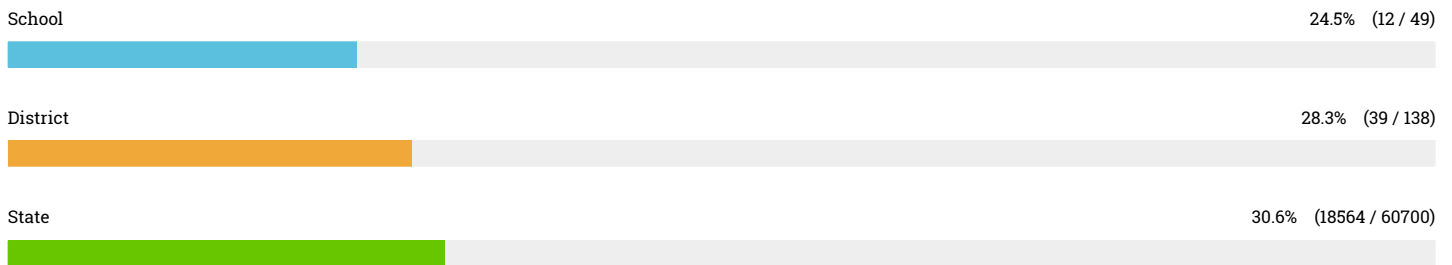 School 24.5% (12 / 49)
District 28.3% (39 / 138)
State 30.6% (18564 / 60700)